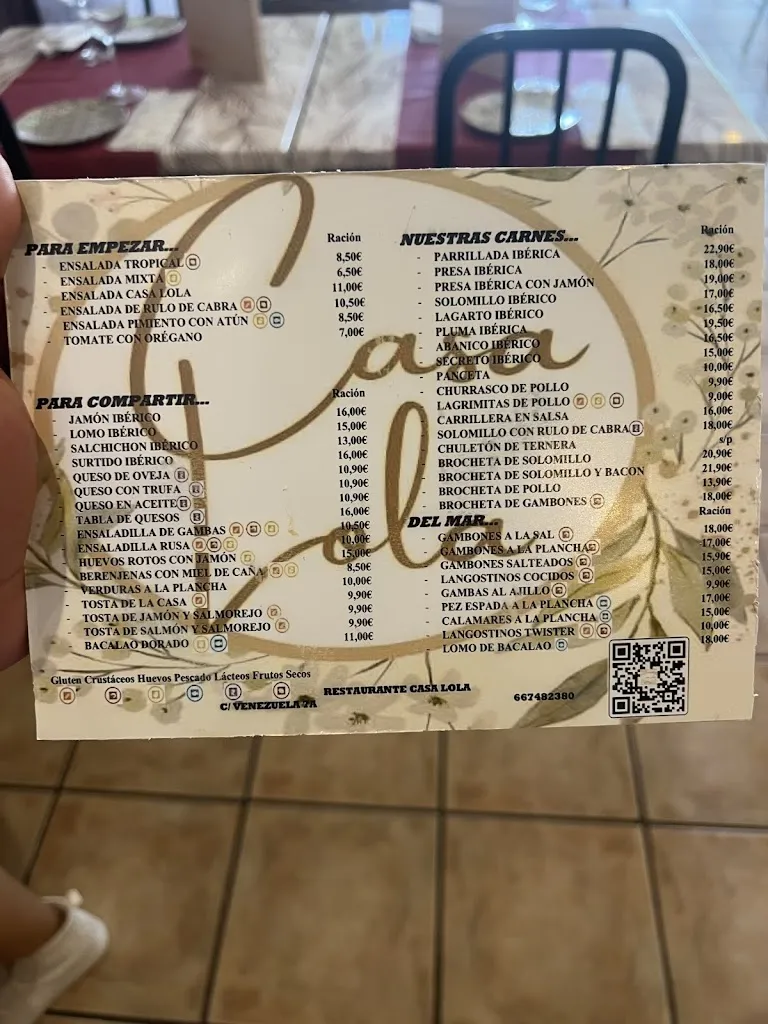 PARA EMPEZAR... Ración
- ENSALADA TROPICAL 8,50€
- ENSALADA MIXTA 6,50€
- ENSALADA CASA LOLA 11,00€
- ENSALADA DE RULO DE CABRA 10,50€
- ENSALADA PIMIENTO CON ATÚN 8,50€
- TOMATE CON ORÉGANO 7,00€
PARA COMPARTIR... Ración
- JAMÓN IBÉRICO 16,00€
- LOMO IBÉRICO 15,00€
- SALCHICHON IBÉRICO 13,00€
- SURTIDO IBÉRICO 16,00€
- QUESO DE OVEJA 10,90€
- QUESO CON TRUFA 10,90€
- QUESO EN ACEITE 10,90€
- TABLA DE QUESOS 16,00€
- ENSALADILLA DE GAMBAS 10,50€
- ENSALADILLA RUSA 10,00€
- HUEVOS ROTOS CON JAMÓN 15,00€
- BERENJENAS CON MIEL DE CAÑA 8,50€
- VERDURAS A LA PLANCHA 10,00€
- TOSTA DE LA CASA 9,90€
- TOSTA DE JAMÓN Y SALMOREJO 9,90€
- TOSTA DE SALMÓN Y SALMOREJO 9,90€
- BACALAO DORADO 11,00€
NUESTRAS CARNES... Ración
- PARRILLADA IBÉRICA 22,90€
- PRESA IBÉRICA 18,00€
- PRESA IBÉRICA CON JAMÓN 19,00€
- SOLOMILLO IBÉRICO 17,00€
- LAGARTO IBÉRICO 16,50€
- PLUMA IBÉRICA 19,50€
- ABANICO IBÉRICO 16,50€
- SECRETO IBÉRICO 15,00€
- PANCETA 10,00€
- CHURRASCO DE POLLO 9,90€
- LAGRIMITAS DE POLLO 9,00€
- CARRILLERA EN SALSA 16,00€
- SOLOMILLO CON RULO DE CABRA 18,00€
- CHULETÓN DE TERNERA s/p
- BROCHETA DE SOLOMILLO 20,90€
- BROCHETA DE SOLOMILLO Y BACON 21,90€
- BROCHETA DE POLLO 13,90€
- BROCHETA DE GAMBONES 18,00€
DEL MAR... Ración
- GAMBONES A LA SAL 18,00€
- GAMBONES A LA PLANCHA 17,00€
- GAMBONES SALTEADOS 15,90€
- LANGOSTINOS COCIDOS 15,00€
- GAMBAS AL AJILLO 9,90€
- PEZ ESPADA A LA PLANCHA 17,00€
- CALAMARES A LA PLANCHA 15,00€
- LANGOSTINOS TWISTER 10,00€
- LOMO DE BACALAO 18,00€
Casa
Lola
Gluten Crustáceos Huevos Pescado Lácteos Frutos Secos
RESTAURANTE CASA LOLA 667482380
C/ VENEZUELA 7A